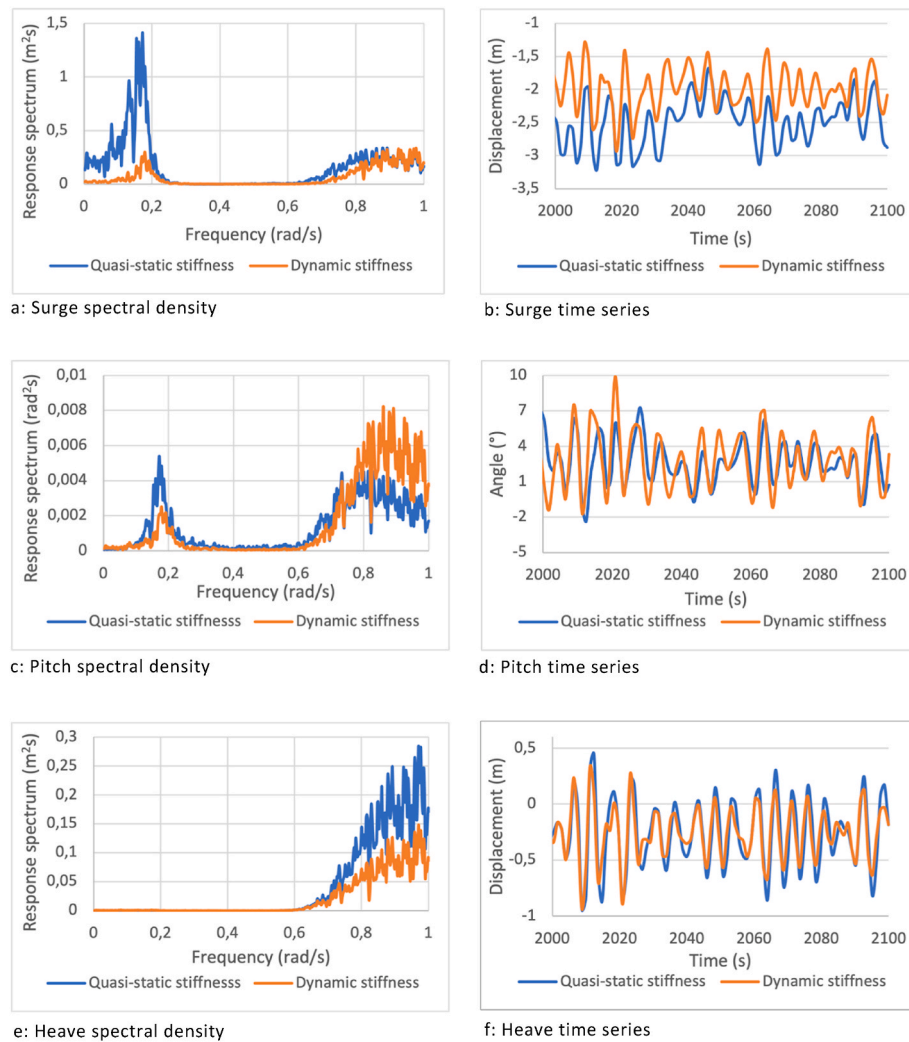 Response spectrum (m²s)
1,5
1
0,5
0
0 0,2 0,4 0,6 0,8 1
Frequency (rad/s)
Quasi-static stiffness Dynamic stiffness
a: Surge spectral density
Displacement (m)
-1
-1,5
-2
-2,5
-3
-3,5
2000 2020 2040 2060 2080 2100
Time (s)
Quasi-static stiffness Dynamic stiffness
b: Surge time series
Response spectrum (rad²s)
0,01
0,008
0,006
0,004
0,002
0
0 0,2 0,4 0,6 0,8 1
Frequency (rad/s)
Quasi-static stiffnesss Dynamic stiffness
c: Pitch spectral density
Angle (°)
10
7
4
1
-2
-5
2000 2020 2040 2060 2080 2100
Time (s)
Quasi-static stiffness Dynamic stiffness
d: Pitch time series
Response spectrum (m²s)
0,3
0,25
0,2
0,15
0,1
0,05
0
0 0,2 0,4 0,6 0,8 1
Frequency (rad/s)
Quasi-static stiffnesss Dynamic stiffness
e: Heave spectral density
Displacement (m)
0,5
0
-0,5
-1
2000 2020 2040 2060 2080 2100
Time (s)
Quasi-static stiffness Dynamic stiffness
f: Heave time series